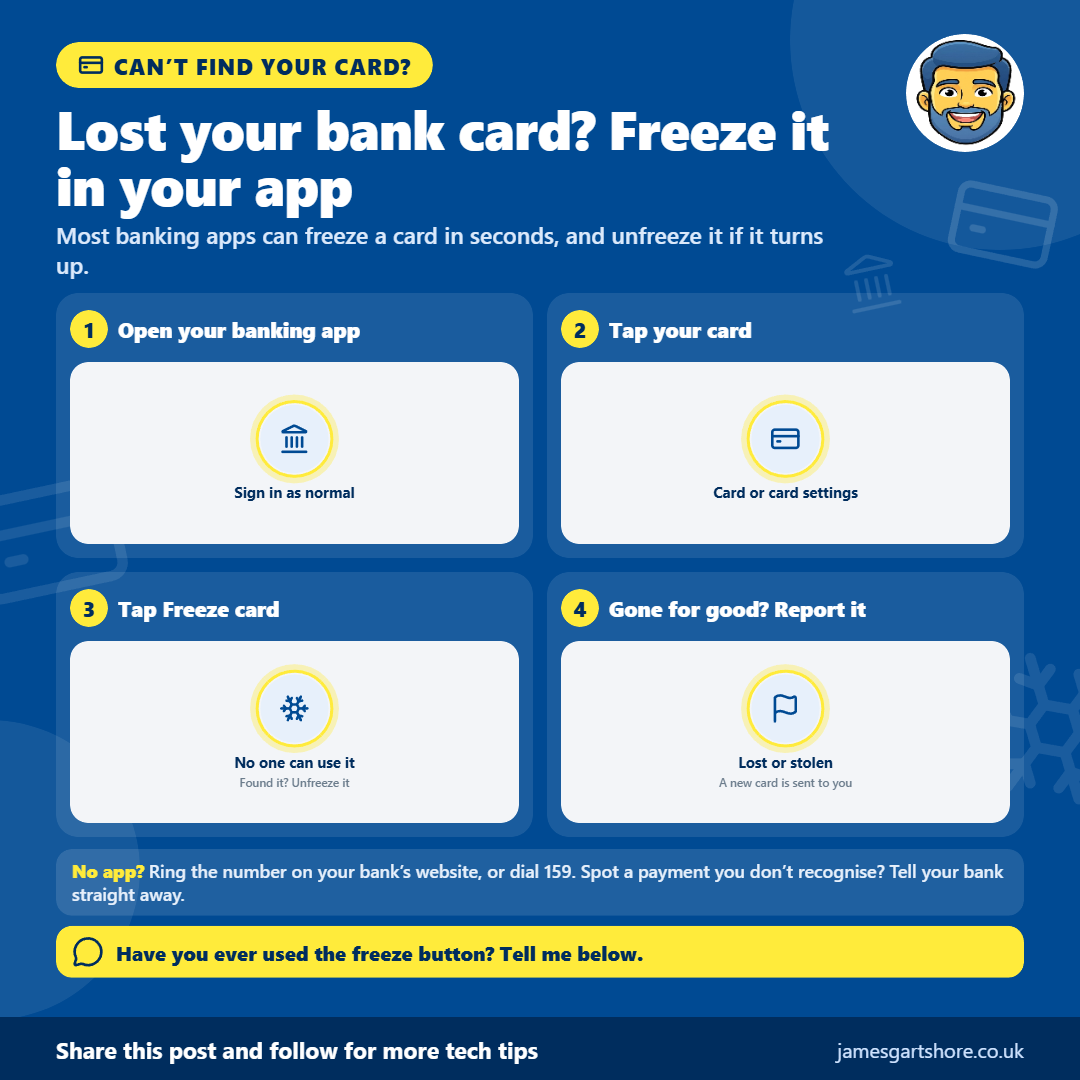 CAN’T FIND YOUR CARD?
Lost your bank card? Freeze it
in your app
Most banking apps can freeze a card in seconds, and unfreeze it if it turns
up.
1 Open your banking app
Sign in as normal
2 Tap your card
Card or card settings
3 Tap Freeze card
No one can use it
Found it? Unfreeze it
4 Gone for good? Report it
Lost or stolen
A new card is sent to you
No app? Ring the number on your bank’s website, or dial 159. Spot a payment you don’t recognise? Tell your bank
straight away.
Have you ever used the freeze button? Tell me below.
Share this post and follow for more tech tips
jamesgartshore.co.uk